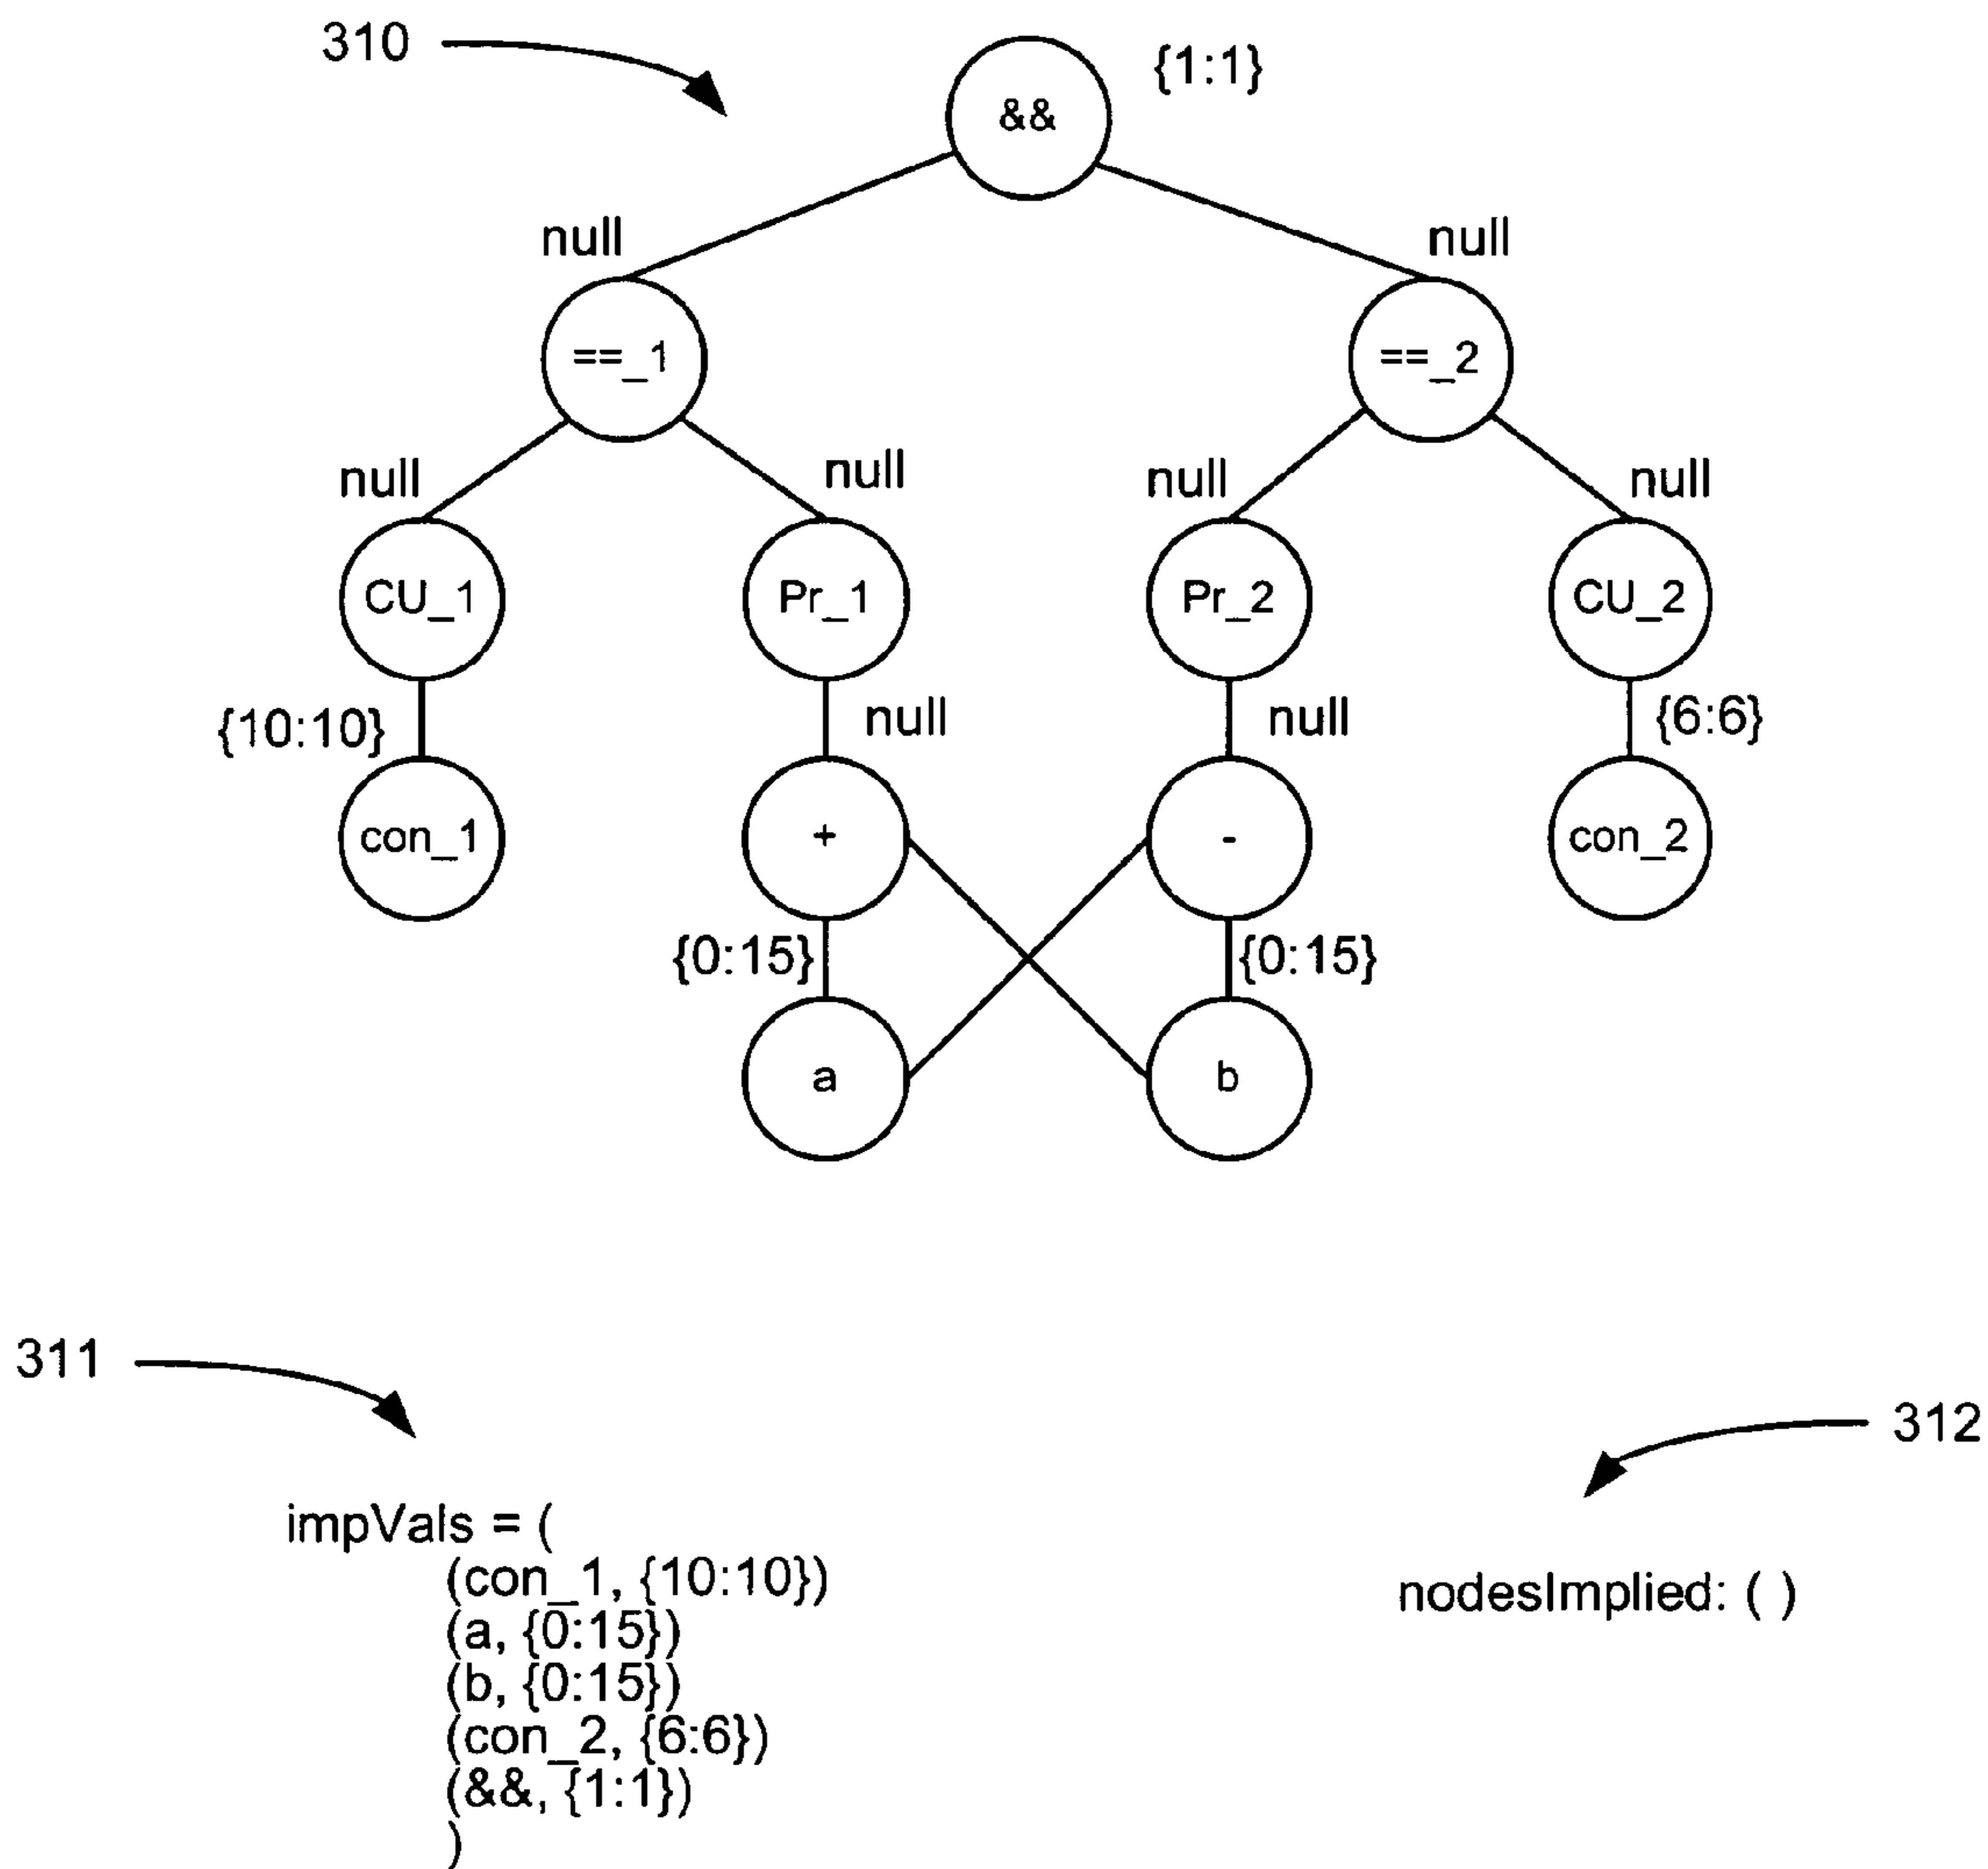 310
{1:1}
&&
null
null
==_1
==_2
null
null
null
null
CU_1
Pr_1
Pr_2
CU_2
{10:10}
null
null
{6:6}
con_1
+
-
con_2
{0:15}
{0:15}
a
b
311
312
impVals = (
(con_1, {10:10})
(a, {0:15})
(b, {0:15})
(con_2, {6:6})
(&&, {1:1})
)
nodesImplied: ( )